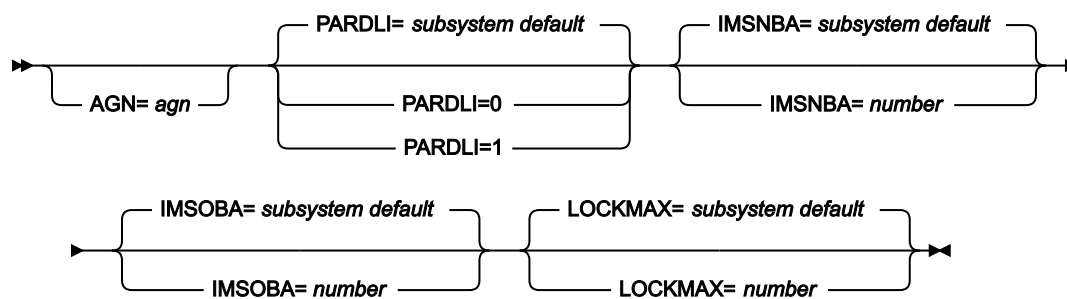 PARDLI= subsystem default
IMSNBA= subsystem default
AGN= agn
PARDLI=0
IMSNBA= number
PARDLI=1
IMSOBA= subsystem default
LOCKMAX= subsystem default
IMSOBA= number
LOCKMAX= number